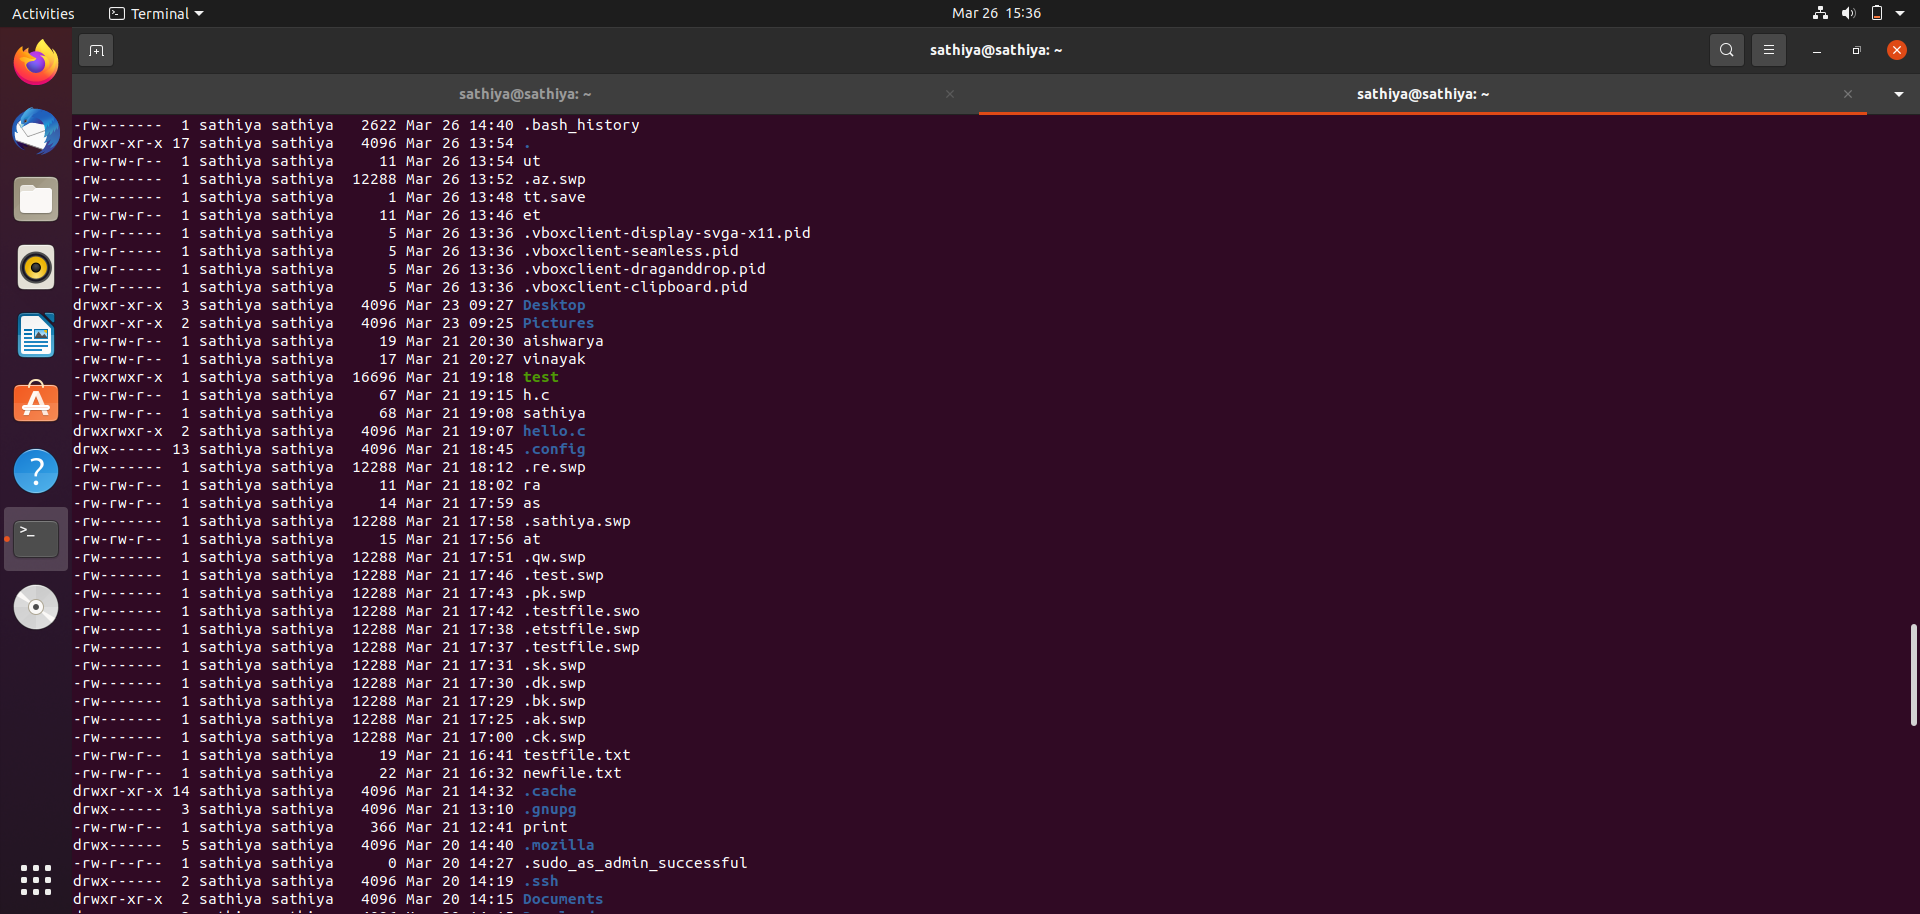 Activities Terminal Mar 26 15:36
sathiya@sathiya: ~
sathiya@sathiya: ~ sathiya@sathiya: ~
-rw------- 1 sathiya sathiya 2622 Mar 26 14:40 .bash_history
drwxr-xr-x 17 sathiya sathiya 4096 Mar 26 13:54 .
-rw-rw-r-- 1 sathiya sathiya 11 Mar 26 13:54 ut
-rw------- 1 sathiya sathiya 12288 Mar 26 13:52 .az.swp
-rw------- 1 sathiya sathiya 1 Mar 26 13:48 tt.save
-rw-rw-r-- 1 sathiya sathiya 11 Mar 26 13:46 et
-rw-r----- 1 sathiya sathiya 5 Mar 26 13:36 .vboxclient-display-svga-x11.pid
-rw-r----- 1 sathiya sathiya 5 Mar 26 13:36 .vboxclient-seamless.pid
-rw-r----- 1 sathiya sathiya 5 Mar 26 13:36 .vboxclient-draganddrop.pid
-rw-r----- 1 sathiya sathiya 5 Mar 26 13:36 .vboxclient-clipboard.pid
drwxr-xr-x 3 sathiya sathiya 4096 Mar 23 09:27 Desktop
drwxr-xr-x 2 sathiya sathiya 4096 Mar 23 09:25 Pictures
-rw-rw-r-- 1 sathiya sathiya 19 Mar 21 20:30 aishwarya
-rw-rw-r-- 1 sathiya sathiya 17 Mar 21 20:27 vinayak
-rwxrwxr-x 1 sathiya sathiya 16696 Mar 21 19:18 test
-rw-rw-r-- 1 sathiya sathiya 67 Mar 21 19:15 h.c
-rw-rw-r-- 1 sathiya sathiya 68 Mar 21 19:08 sathiya
drwxrwxr-x 2 sathiya sathiya 4096 Mar 21 19:07 hello.c
drwx------ 13 sathiya sathiya 4096 Mar 21 18:45 .config
-rw------- 1 sathiya sathiya 12288 Mar 21 18:12 .re.swp
-rw-rw-r-- 1 sathiya sathiya 11 Mar 21 18:02 ra
-rw-rw-r-- 1 sathiya sathiya 14 Mar 21 17:59 as
-rw------- 1 sathiya sathiya 12288 Mar 21 17:58 .sathiya.swp
-rw-rw-r-- 1 sathiya sathiya 15 Mar 21 17:56 at
-rw------- 1 sathiya sathiya 12288 Mar 21 17:51 .qw.swp
-rw------- 1 sathiya sathiya 12288 Mar 21 17:46 .test.swp
-rw------- 1 sathiya sathiya 12288 Mar 21 17:43 .pk.swp
-rw------- 1 sathiya sathiya 12288 Mar 21 17:42 .testfile.swo
-rw------- 1 sathiya sathiya 12288 Mar 21 17:38 .etstfile.swp
-rw------- 1 sathiya sathiya 12288 Mar 21 17:37 .testfile.swp
-rw------- 1 sathiya sathiya 12288 Mar 21 17:31 .sk.swp
-rw------- 1 sathiya sathiya 12288 Mar 21 17:30 .dk.swp
-rw------- 1 sathiya sathiya 12288 Mar 21 17:29 .bk.swp
-rw------- 1 sathiya sathiya 12288 Mar 21 17:25 .ak.swp
-rw------- 1 sathiya sathiya 12288 Mar 21 17:00 .ck.swp
-rw-rw-r-- 1 sathiya sathiya 19 Mar 21 16:41 testfile.txt
-rw-rw-r-- 1 sathiya sathiya 22 Mar 21 16:32 newfile.txt
drwxr-xr-x 14 sathiya sathiya 4096 Mar 21 14:32 .cache
drwx------ 3 sathiya sathiya 4096 Mar 21 13:10 .gnupg
-rw-rw-r-- 1 sathiya sathiya 366 Mar 21 12:41 print
drwx------ 5 sathiya sathiya 4096 Mar 20 14:40 .mozilla
-rw-r--r-- 1 sathiya sathiya 0 Mar 20 14:27 .sudo_as_admin_successful
drwx------ 2 sathiya sathiya 4096 Mar 20 14:19 .ssh
drwxr-xr-x 2 sathiya sathiya 4096 Mar 20 14:15 Documents